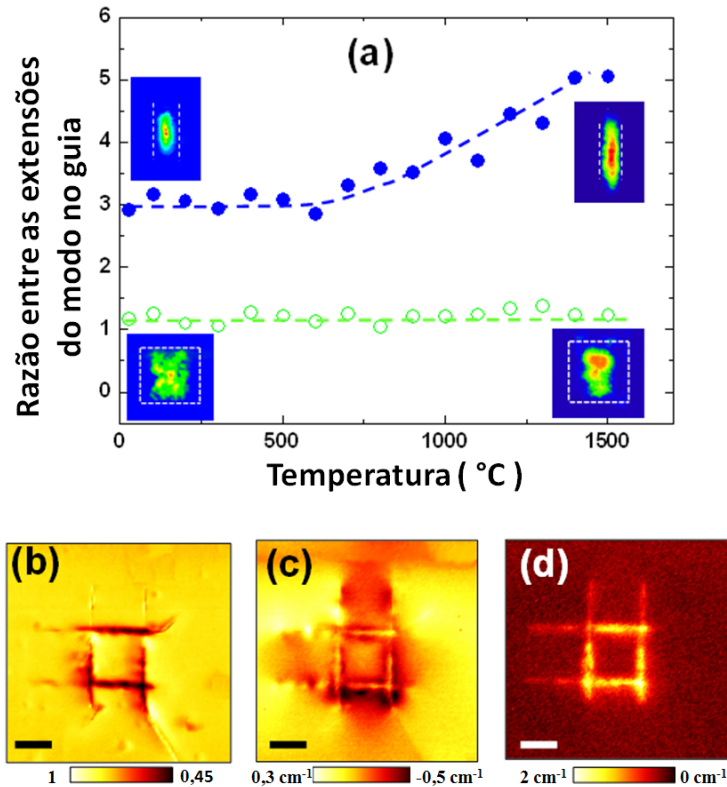 (a)
Razão entre as extensões
do modo no guia
6
5
4
3
2
1
0
0 500 1000 1500
Temperatura ( °C )
(b) (c) (d)
1 0,45 0,3 cm⁻¹ -0,5 cm⁻¹ 2 cm⁻¹ 0 cm⁻¹